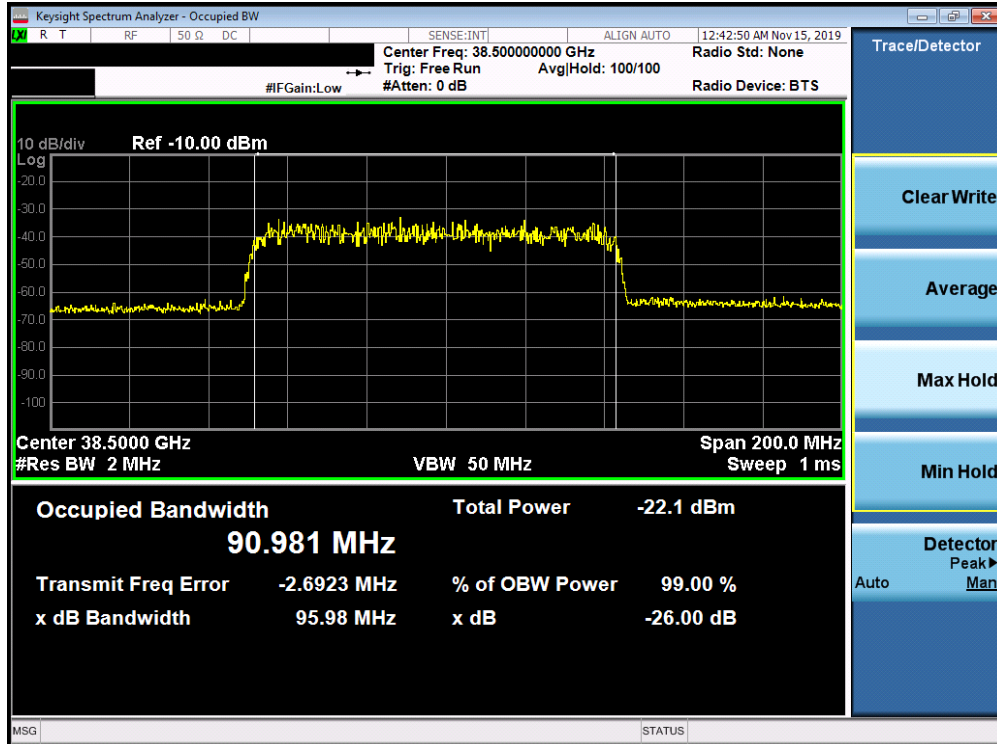 Keysight Spectrum Analyzer - Occupied BW
LXI R T RF 50 Ω DC SENSE:INT ALIGN AUTO 12:42:50 AM Nov 15, 2019
Center Freq: 38.500000000 GHz Radio Std: None
Trig: Free Run Avg|Hold: 100/100
#IFGain:Low #Atten: 0 dB Radio Device: BTS
10 dB/div Ref -10.00 dBm
Log
-20.0
-30.0
-40.0
-50.0
-60.0
-70.0
-80.0
-90.0
-100
Center 38.5000 GHz Span 200.0 MHz
#Res BW 2 MHz VBW 50 MHz Sweep 1 ms
Occupied Bandwidth Total Power -22.1 dBm
90.981 MHz
Transmit Freq Error -2.6923 MHz % of OBW Power 99.00 %
x dB Bandwidth 95.98 MHz x dB -26.00 dB
MSG STATUS
Trace/Detector
Clear Write
Average
Max Hold
Min Hold
Detector
Peak▶
Auto Man